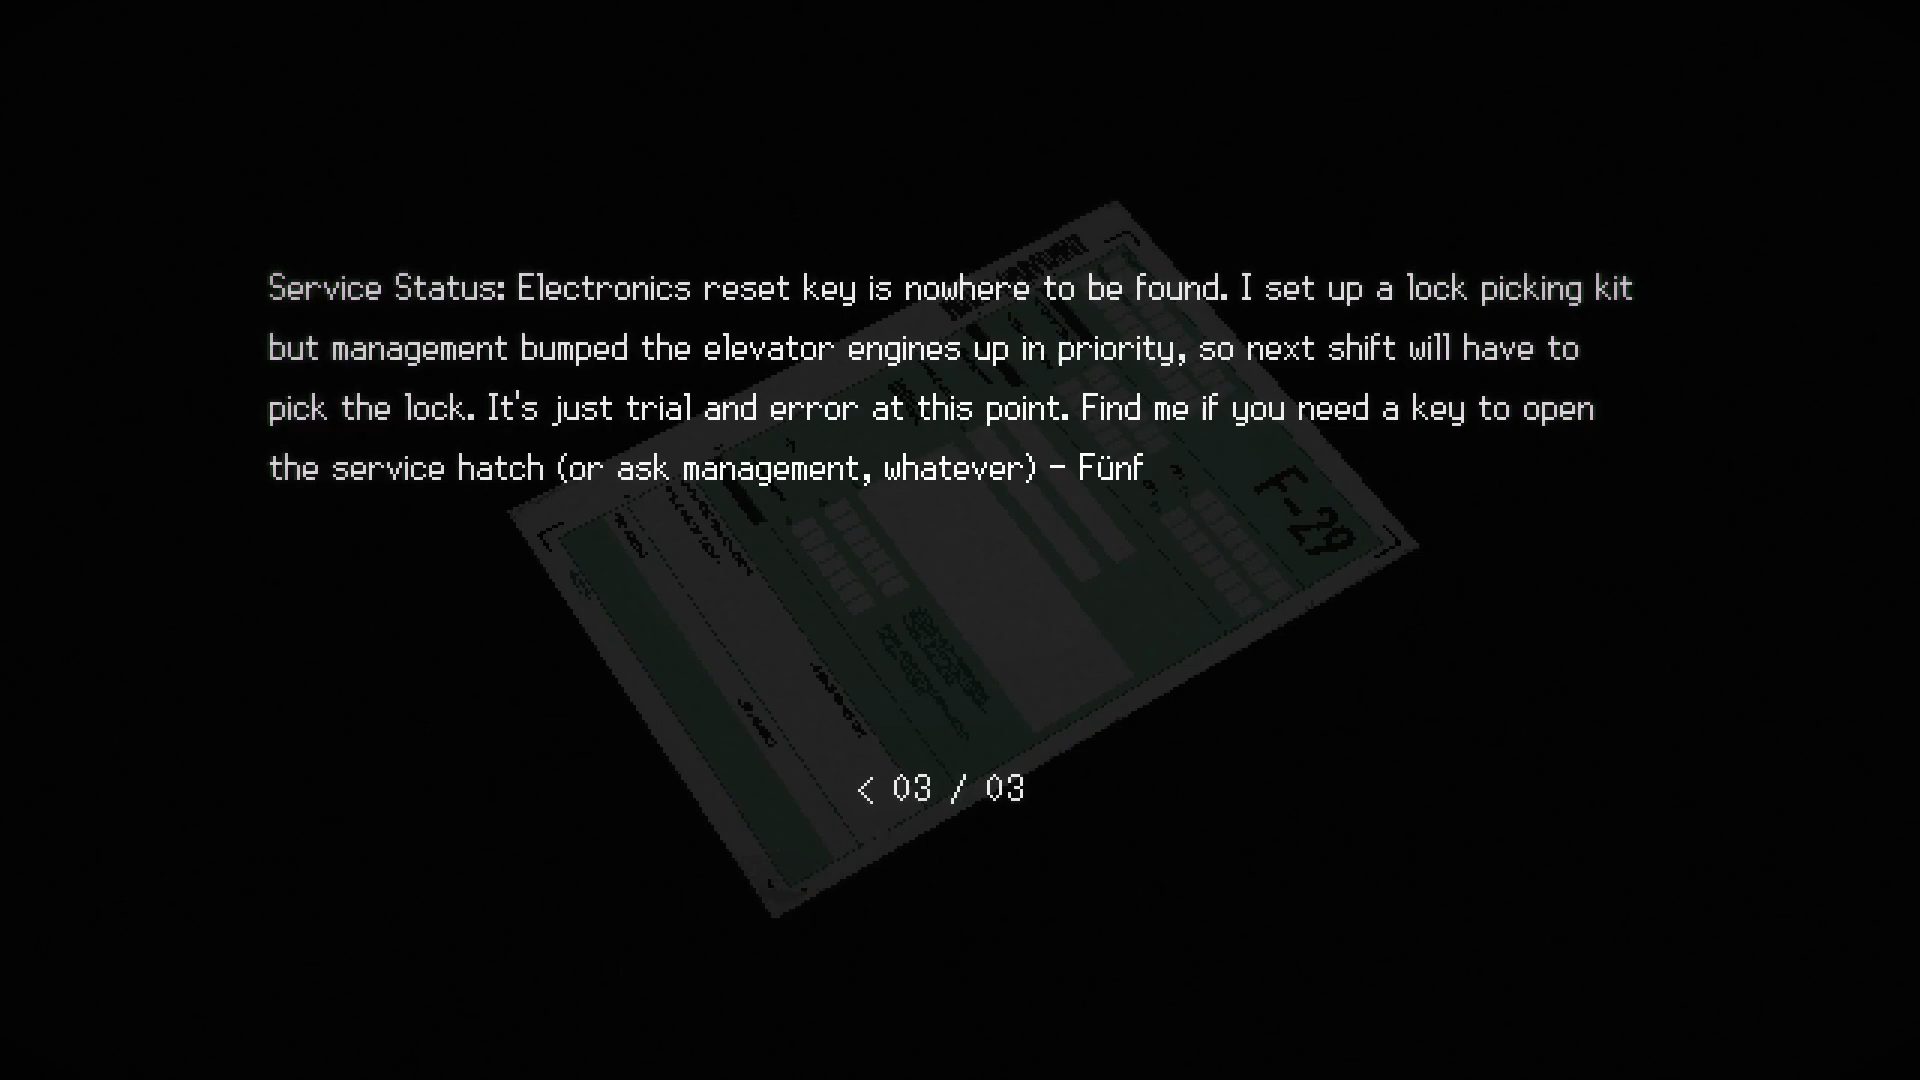 Service Status: Electronics reset key is nowhere to be found. I set up a lock picking kit
but management bumped the elevator engines up in priority, so next shift will have to
pick the lock. It's just trial and error at this point. Find me if you need a key to open
the service hatch (or ask management, whatever) - Fünf
F-29
< 03 / 03